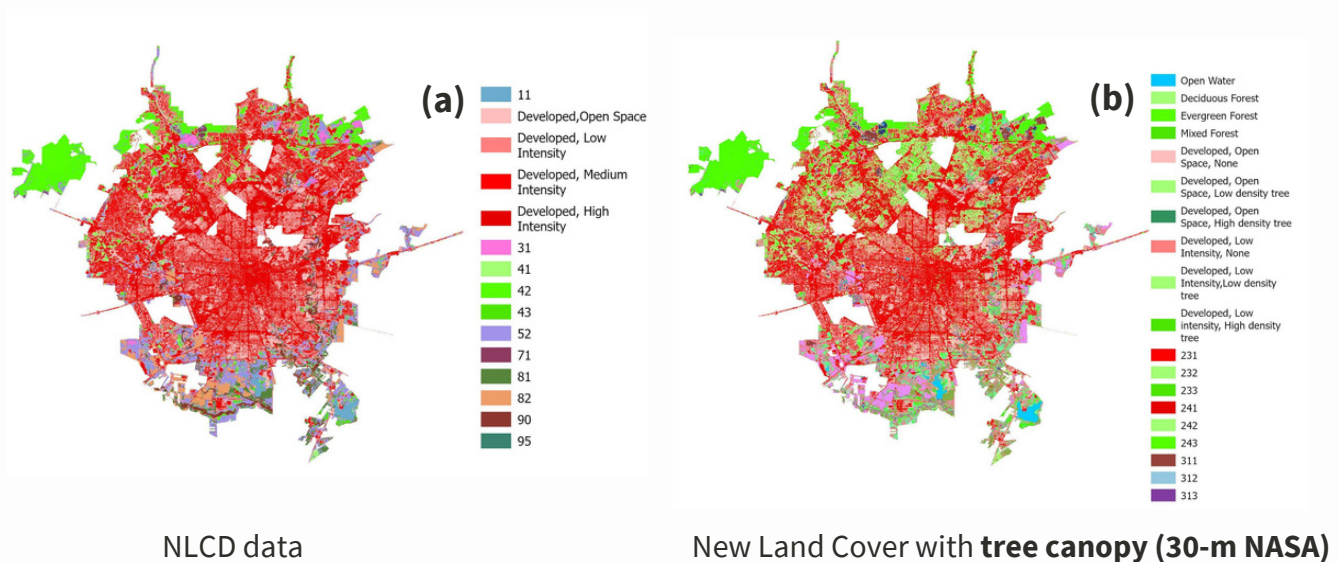 (a)
11
Developed,Open Space
Developed, Low
Intensity
Developed, Medium
Intensity
Developed, High
Intensity
31
41
42
43
52
71
81
82
90
95
NLCD data
(b)
Open Water
Deciduous Forest
Evergreen Forest
Mixed Forest
Developed, Open
Space, None
Developed, Open
Space, Low density tree
Developed, Open
Space, High density tree
Developed, Low
Intensity, None
Developed, Low
Intensity,Low density
tree
Developed, Low
intensity, High density
tree
231
232
233
241
242
243
311
312
313
New Land Cover with tree canopy (30-m NASA)